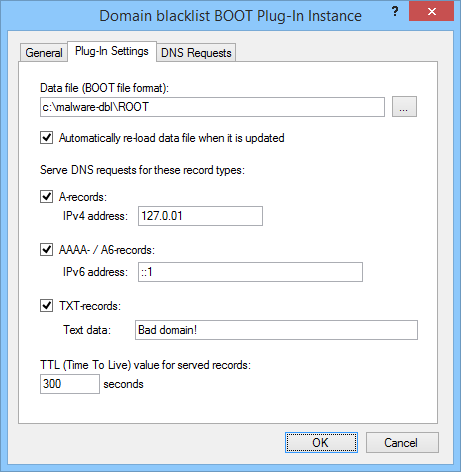 Domain blacklist BOOT Plug-In Instance
?
General
Plug-In Settings
DNS Requests
Data file (BOOT file format):
c:\malware-dbl\ROOT
...
Automatically re-load data file when it is updated
Serve DNS requests for these record types:
A-records:
IPv4 address: 127.0.01
AAAA- / A6-records:
IPv6 address: ::1
TXT-records:
Text data: Bad domain!
TTL (Time To Live) value for served records:
300 seconds
OK
Cancel